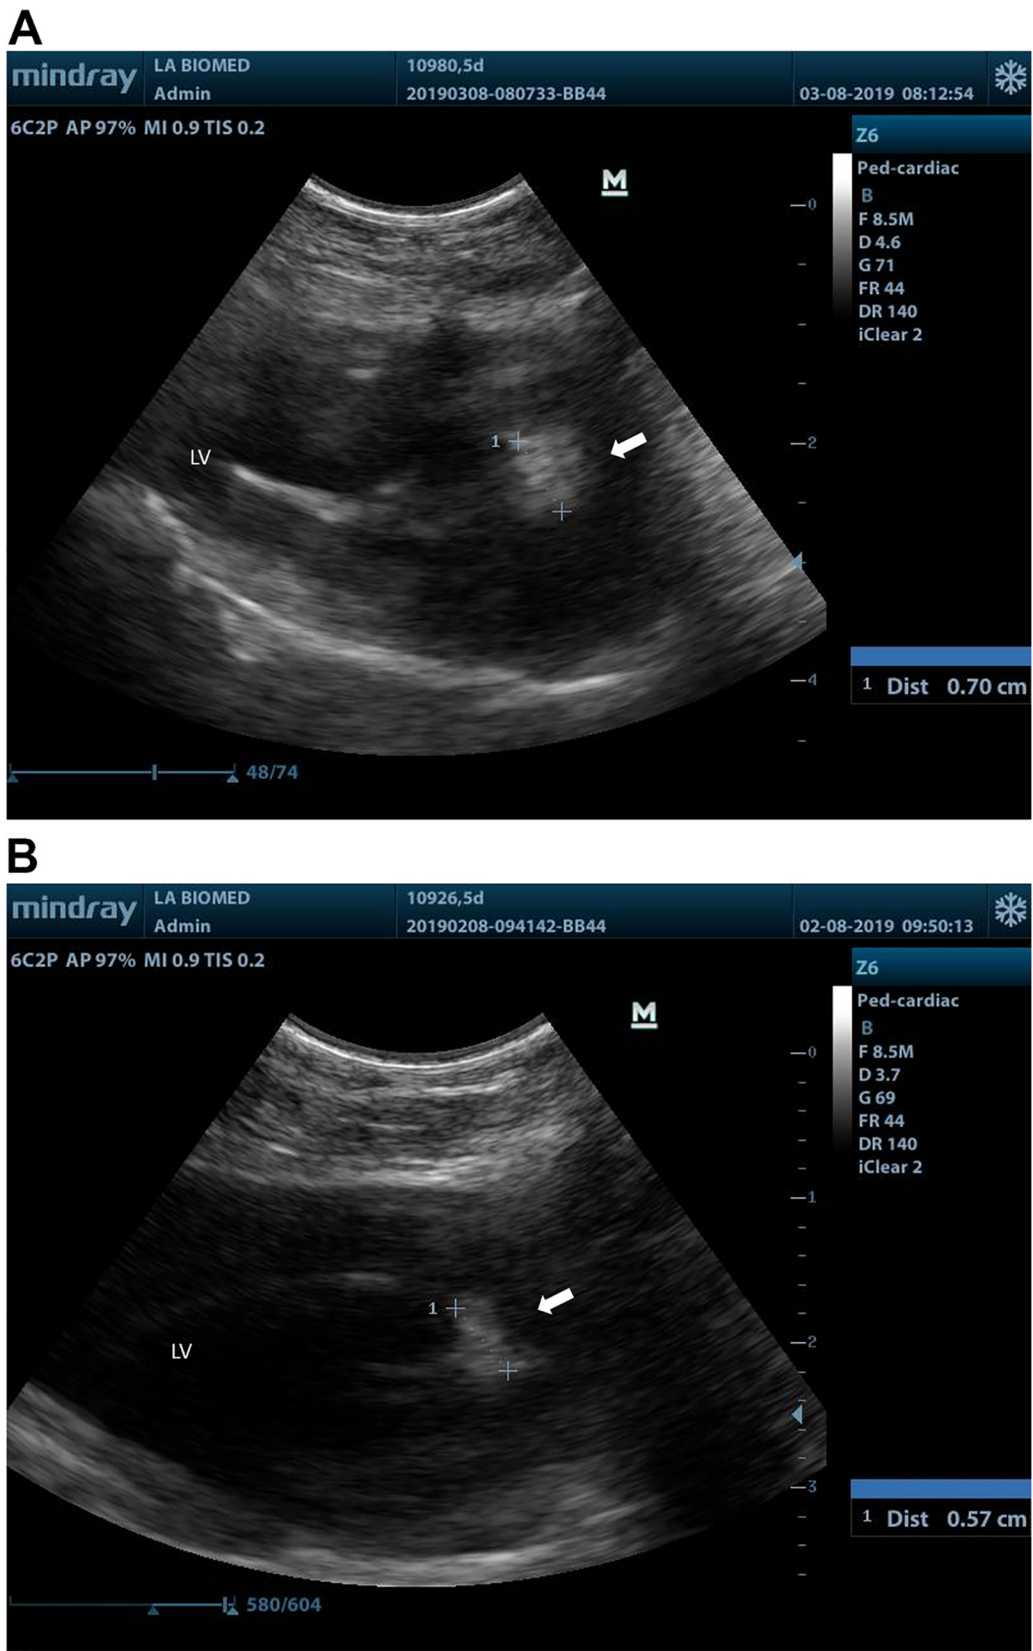 A
mindray
LA BIOMED
Admin
10980,5d
20190308-080733-BB44
03-08-2019 08:12:54
6C2P AP 97% MI 0.9 TIS 0.2
M
Z6
Ped-cardiac
B
F 8.5M
D 4.6
G 71
FR 44
DR 140
iClear 2
0
2
4
1
LV
1 Dist 0.70 cm
48/74
B
mindray
LA BIOMED
Admin
10926,5d
20190208-094142-BB44
02-08-2019 09:50:13
6C2P AP 97% MI 0.9 TIS 0.2
M
Z6
Ped-cardiac
B
F 8.5M
D 3.7
G 69
FR 44
DR 140
iClear 2
0
1
2
3
1
LV
1 Dist 0.57 cm
580/604